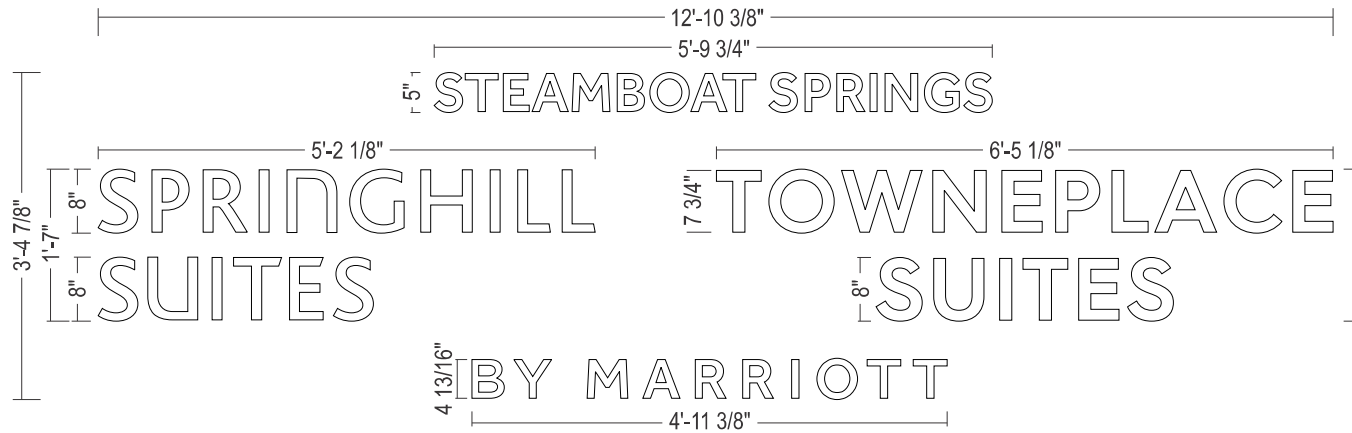 12'-10 3/8"
5'-9 3/4"
5" STEAMBOAT SPRINGS
5'-2 1/8" 6'-5 1/8"
3'-4 7/8" 1'-7" 8" SPRINGHILL 7 3/4" TOWNEPLACE
8" SUITES 8" SUITES
4 13/16" BY MARRIOTT
4'-11 3/8"